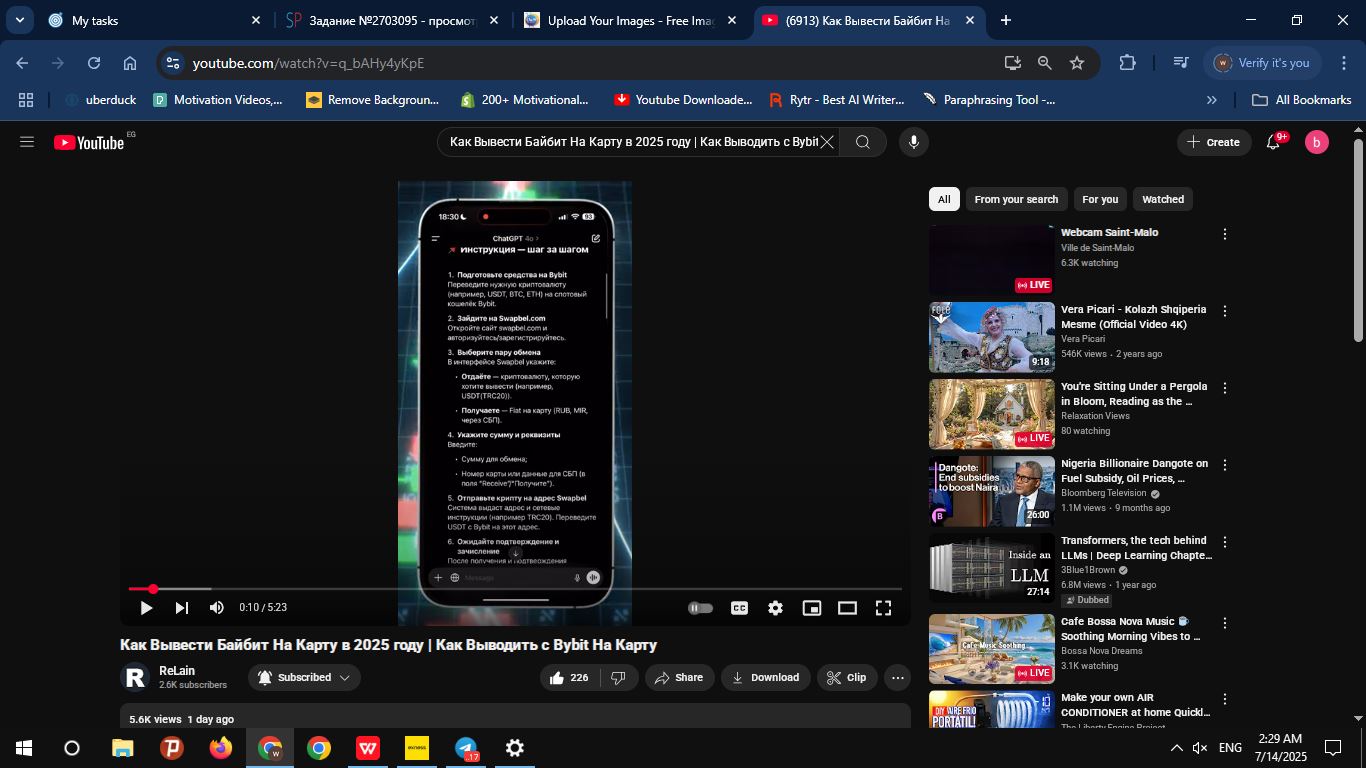 My tasks
Задание №2703095 - просмотр
Upload Your Images - Free Imag
(6913) Как Вывести Байбит На
youtube.com/watch?v=q_bAHy4yKpE
Verify it's you
uberduck
Motivation Videos,...
Remove Backgroun...
200+ Motivational...
Youtube Downloade...
Rytr - Best AI Writer...
Paraphrasing Tool -...
All Bookmarks
YouTube EG
Как Вывести Байбит На Карту в 2025 году | Как Выводить с Bybit
Create
9+
b
18:30
93
ChatGPT 4o >
Инструкция — шаг за шагом
1. Подготовьте средства на Bybit
Переведите нужную криптовалюту
(например, USDT, BTC, ETH) на спотовый
кошелёк Bybit.
2. Зайдите на Swapbel.com
Откройте сайт swapbel.com и
авторизуйтесь/зарегистрируйтесь.
3. Выберите пару обмена
В интерфейсе Swapbel укажите:
• Отдаёте — криптовалюту, которую
хотите вывести (например,
USDT(TRC20)).
• Получаете — Fiat на карту (RUB, MIR,
через СБП).
4. Укажите сумму и реквизиты
Введите:
• Сумму для обмена;
• Номер карты или данные для СБП (в
поля "Receive"/"Получите").
5. Отправьте крипту на адрес Swapbel
Система выдаст адрес и сетевые
инструкции (например TRC20). Переведите
USDT с Bybit на этот адрес.
6. Ожидайте подтверждение и
зачисление
После получения и подтверждения
Message
0:10 / 5:23
CC
Как Вывести Байбит На Карту в 2025 году | Как Выводить с Bybit На Карту
R
ReLain
2.6K subscribers
Subscribed
226
Share
Download
Clip
5.6K views 1 day ago
All
From your search
For you
Watched
LIVE
Webcam Saint-Malo
Ville de Saint-Malo
6.3K watching
FOLE
9:18
Vera Picari - Kolazh Shqiperia
Mesme (Official Video 4K)
Vera Picari
546K views • 2 years ago
LIVE
You're Sitting Under a Pergola
in Bloom, Reading as the ...
Relaxation Views
80 watching
Dangote:
End subsidies
to boost Naira
26:00
Nigeria Billionaire Dangote on
Fuel Subsidy, Oil Prices, ...
Bloomberg Television
1.1M views • 9 months ago
Inside an
LLM
27:14
Transformers, the tech behind
LLMs | Deep Learning Chapte...
3Blue1Brown
6.8M views • 1 year ago
Dubbed
Cafe Music Soothing
LIVE
Cafe Bossa Nova Music
Soothing Morning Vibes to ...
Bossa Nova Dreams
3.1K watching
DIY AIRE FRIO
PORTÁTIL!
Make your own AIR
CONDITIONER at home Quickl...
The Liberty Engine Project
exness
17
ENG
2:29 AM
7/14/2025